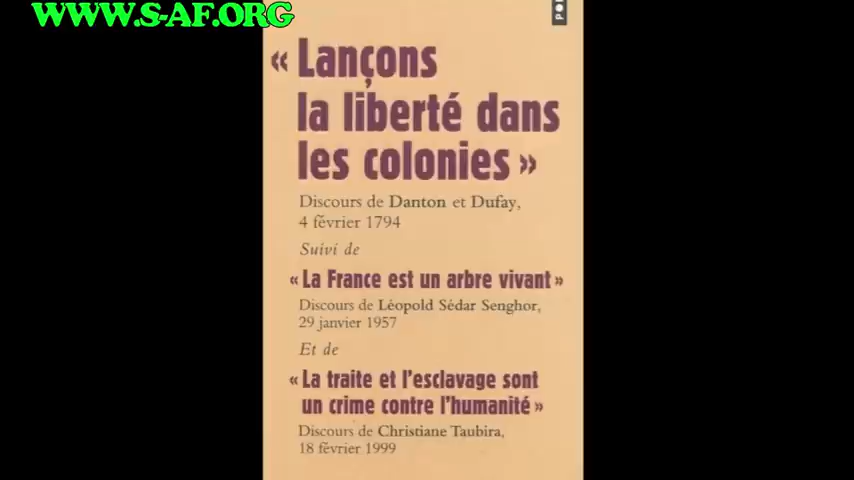 WWW.S-AF.ORG
« Lançons
la liberté dans
les colonies »
Discours de Danton et Dufay,
4 février 1794
Suivi de
« La France est un arbre vivant »
Discours de Léopold Sédar Senghor,
29 janvier 1957
Et de
« La traite et l'esclavage sont
un crime contre l'humanité »
Discours de Christiane Taubira,
18 février 1999